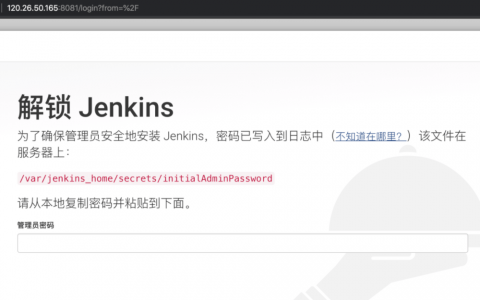 120.26.50.165:8081/login?from=%2F
解锁 Jenkins
为了确保管理员安全地安装 Jenkins，密码已写入到日志中（不知道在哪里？）该文件在
服务器上：
/var/jenkins_home/secrets/initialAdminPassword
请从本地复制密码并粘贴到下面。
管理员密码